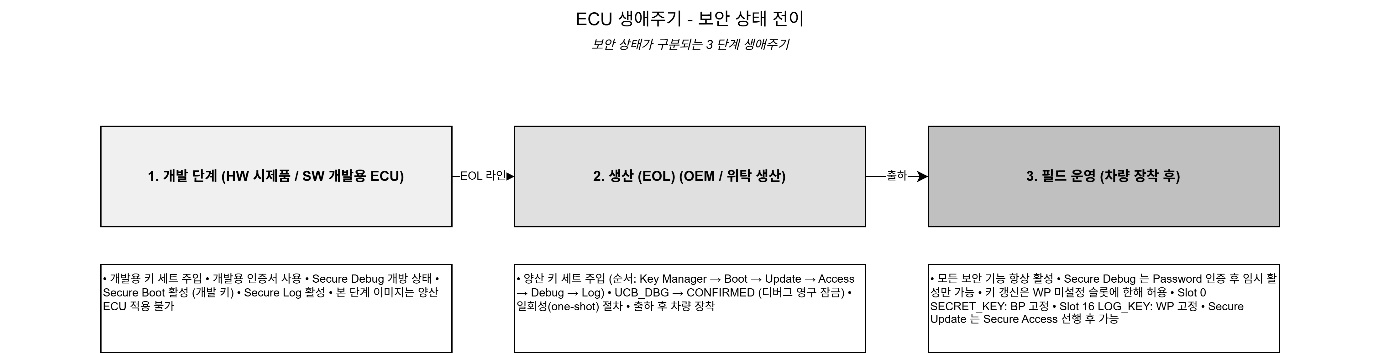 ECU 생애주기 - 보안 상태 전이
보안 상태가 구분되는 3 단계 생애주기
1. 개발 단계 (HW 시제품 / SW 개발용 ECU)
EOL 라인
2. 생산 (EOL) (OEM / 위탁 생산)
출하
3. 필드 운영 (차량 장착 후)
• 개발용 키 세트 주입 • 개발용 인증서 사용 • Secure Debug 개방 상태 •
Secure Boot 활성 (개발 키) • Secure Log 활성 • 본 단계 이미지는 양산
ECU 적용 불가
• 양산 키 세트 주입 (순서: Key Manager → Boot → Update → Access
→ Debug → Log) • UCB_DBG → CONFIRMED (디버그 영구 잠금) •
일회성(one-shot) 절차 • 출하 후 차량 장착
• 모든 보안 기능 항상 활성 • Secure Debug 는 Password 인증 후 임시 활
성만 가능 • 키 갱신은 WP 미설정 슬롯에 한해 허용 • Slot 0
SECRET_KEY: BP 고정 • Slot 16 LOG_KEY: WP 고정 • Secure
Update 는 Secure Access 선행 후 가능